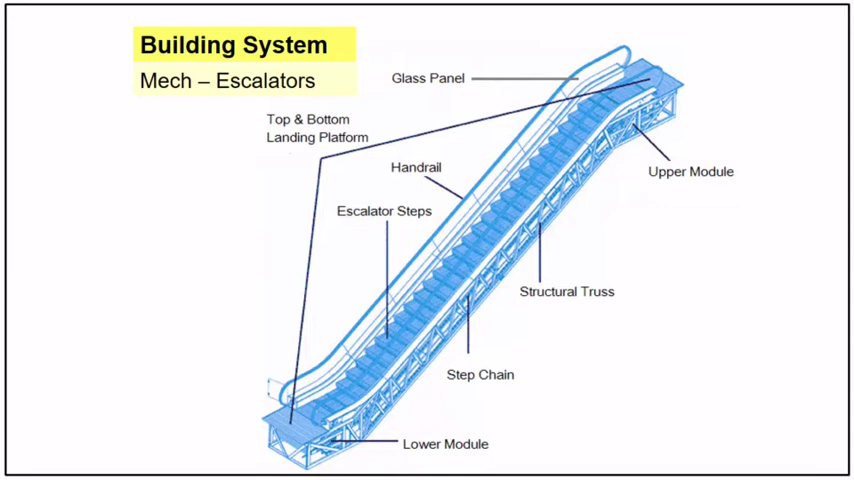 Building System
Mech – Escalators
Glass Panel
Top & Bottom
Landing Platform
Handrail
Upper Module
Escalator Steps
Structural Truss
Step Chain
Lower Module